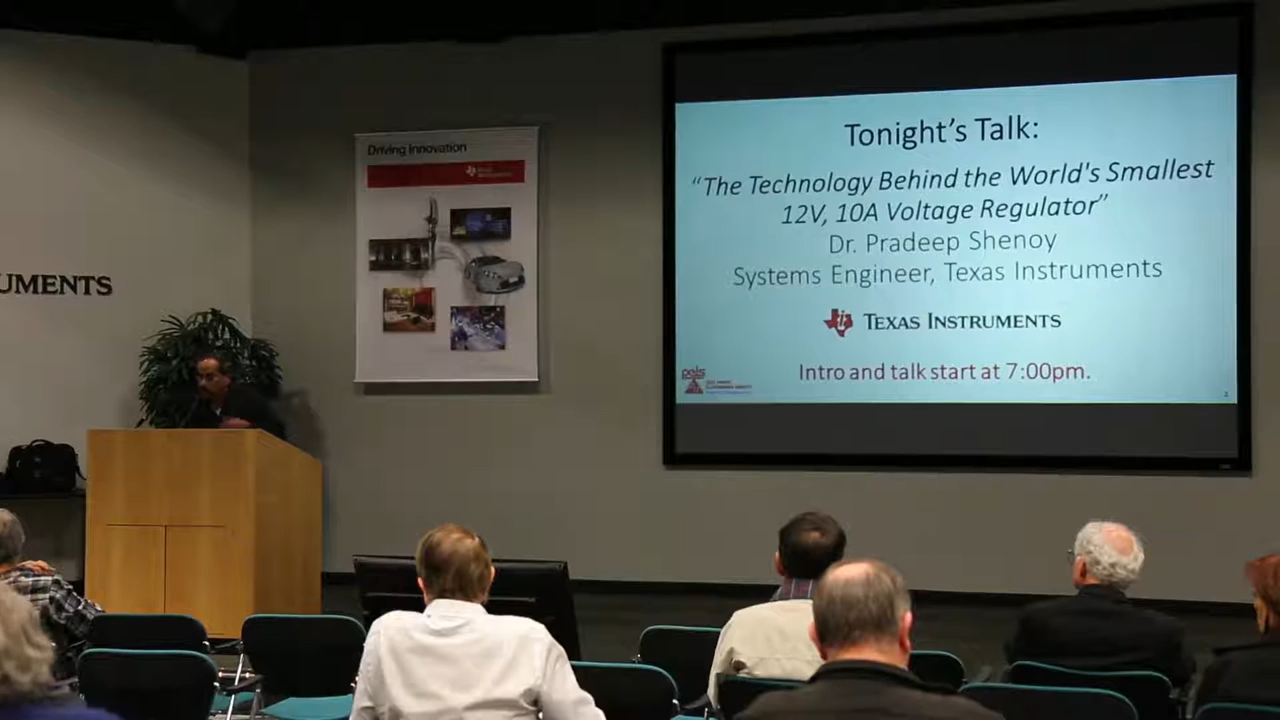 Driving Innovation
UMENTS
Tonight's Talk:
"The Technology Behind the World's Smallest
12V, 10A Voltage Regulator"
Dr. Pradeep Shenoy
Systems Engineer, Texas Instruments
TEXAS INSTRUMENTS
Intro and talk start at 7:00pm.